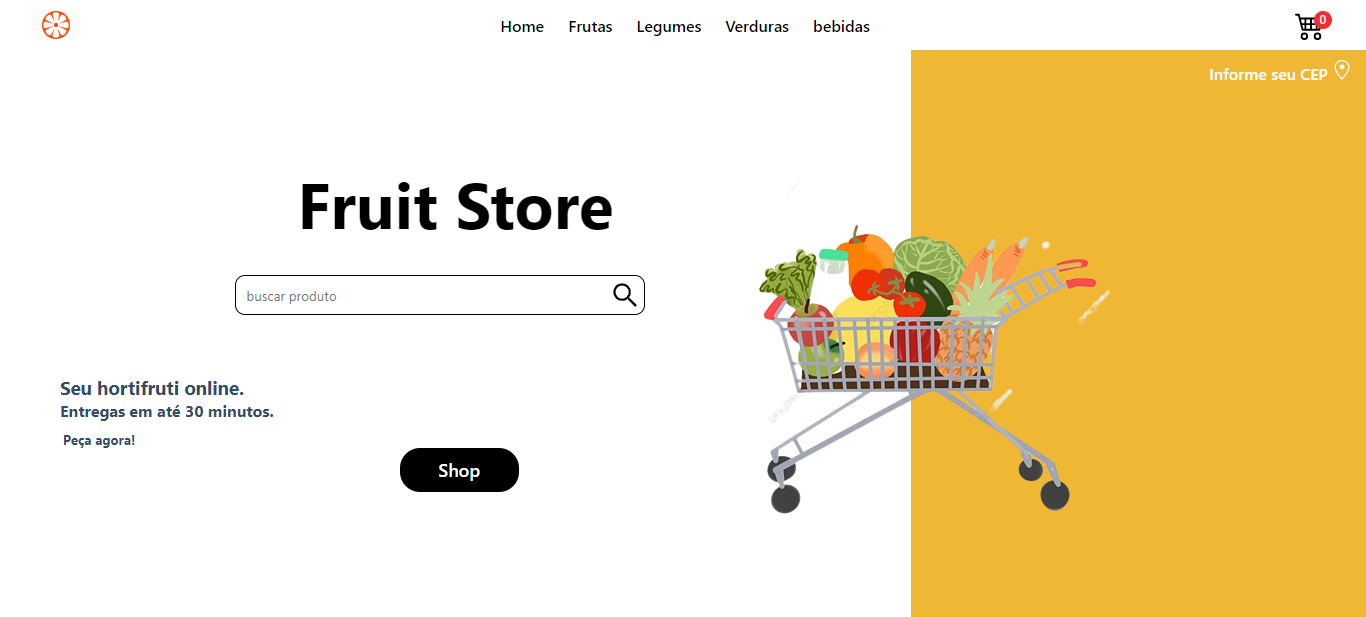 Home Frutas Legumes Verduras bebidas 0
Informe seu CEP
Fruit Store
buscar produto
Seu hortifruti online.
Entregas em até 30 minutos.
Peça agora!
Shop